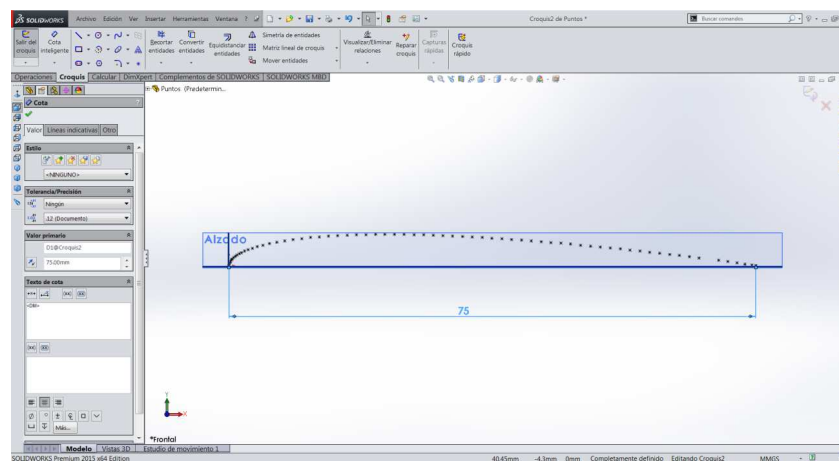 SOLIDWORKS
Archivo Edición Ver Insertar Herramientas Ventana ?
Croquis2 de Puntos *
Buscar comandos
Salir del croquis
Cota inteligente
Recortar entidades
Convertir entidades
Equidistanciar entidades
Simetría de entidades
Matriz lineal de croquis
Mover entidades
Visualizar/Eliminar relaciones
Reparar croquis
Capturas rápidas
Croquis rápido
Operaciones Croquis Calcular DimXpert Complementos de SOLIDWORKS SOLIDWORKS MBD
Puntos (Predetermin...
Cota
?
Valor Líneas indicativas Otro
Estilo
<NINGUNO>
Tolerancia/Precisión
Ningún
.12 (Documento)
Valor primario
D1@Croquis2
75.00mm
Texto de cota
<DIM>
Más...
Alzado
75
Y
X
*Frontal
Modelo Vistas 3D Estudio de movimiento 1
SOLIDWORKS Premium 2015 x64 Edition
40.45mm -4.3mm 0mm Completamente definido Editando Croquis2 MMGS